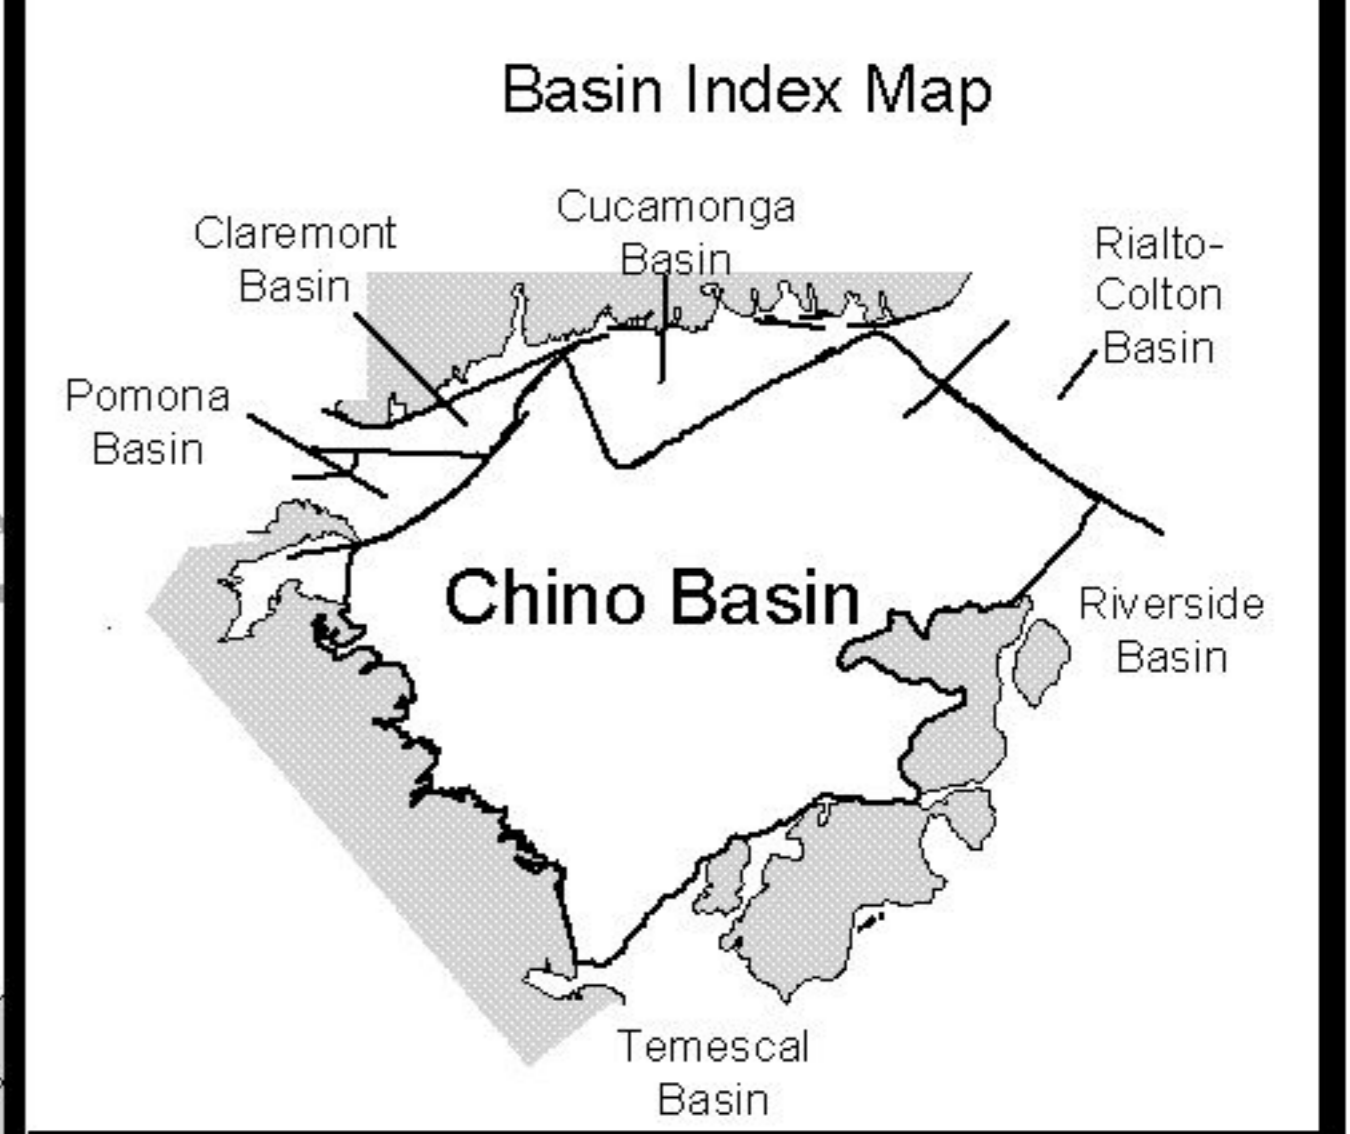 Basin Index Map
Cucamonga
Basin
Claremont
Basin
Rialto-
Colton
Basin
Pomona
Basin
Chino Basin
Riverside
Basin
Temescal
Basin